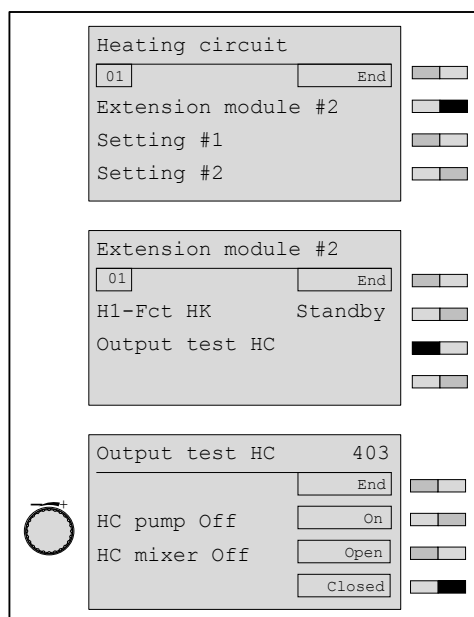 Heating circuit
01 End
Extension module #2
Setting #1
Setting #2
Extension module #2
01 End
H1-Fct HK Standby
Output test HC
Output test HC 403
End
HC pump Off On
HC mixer Off Open
Closed
+